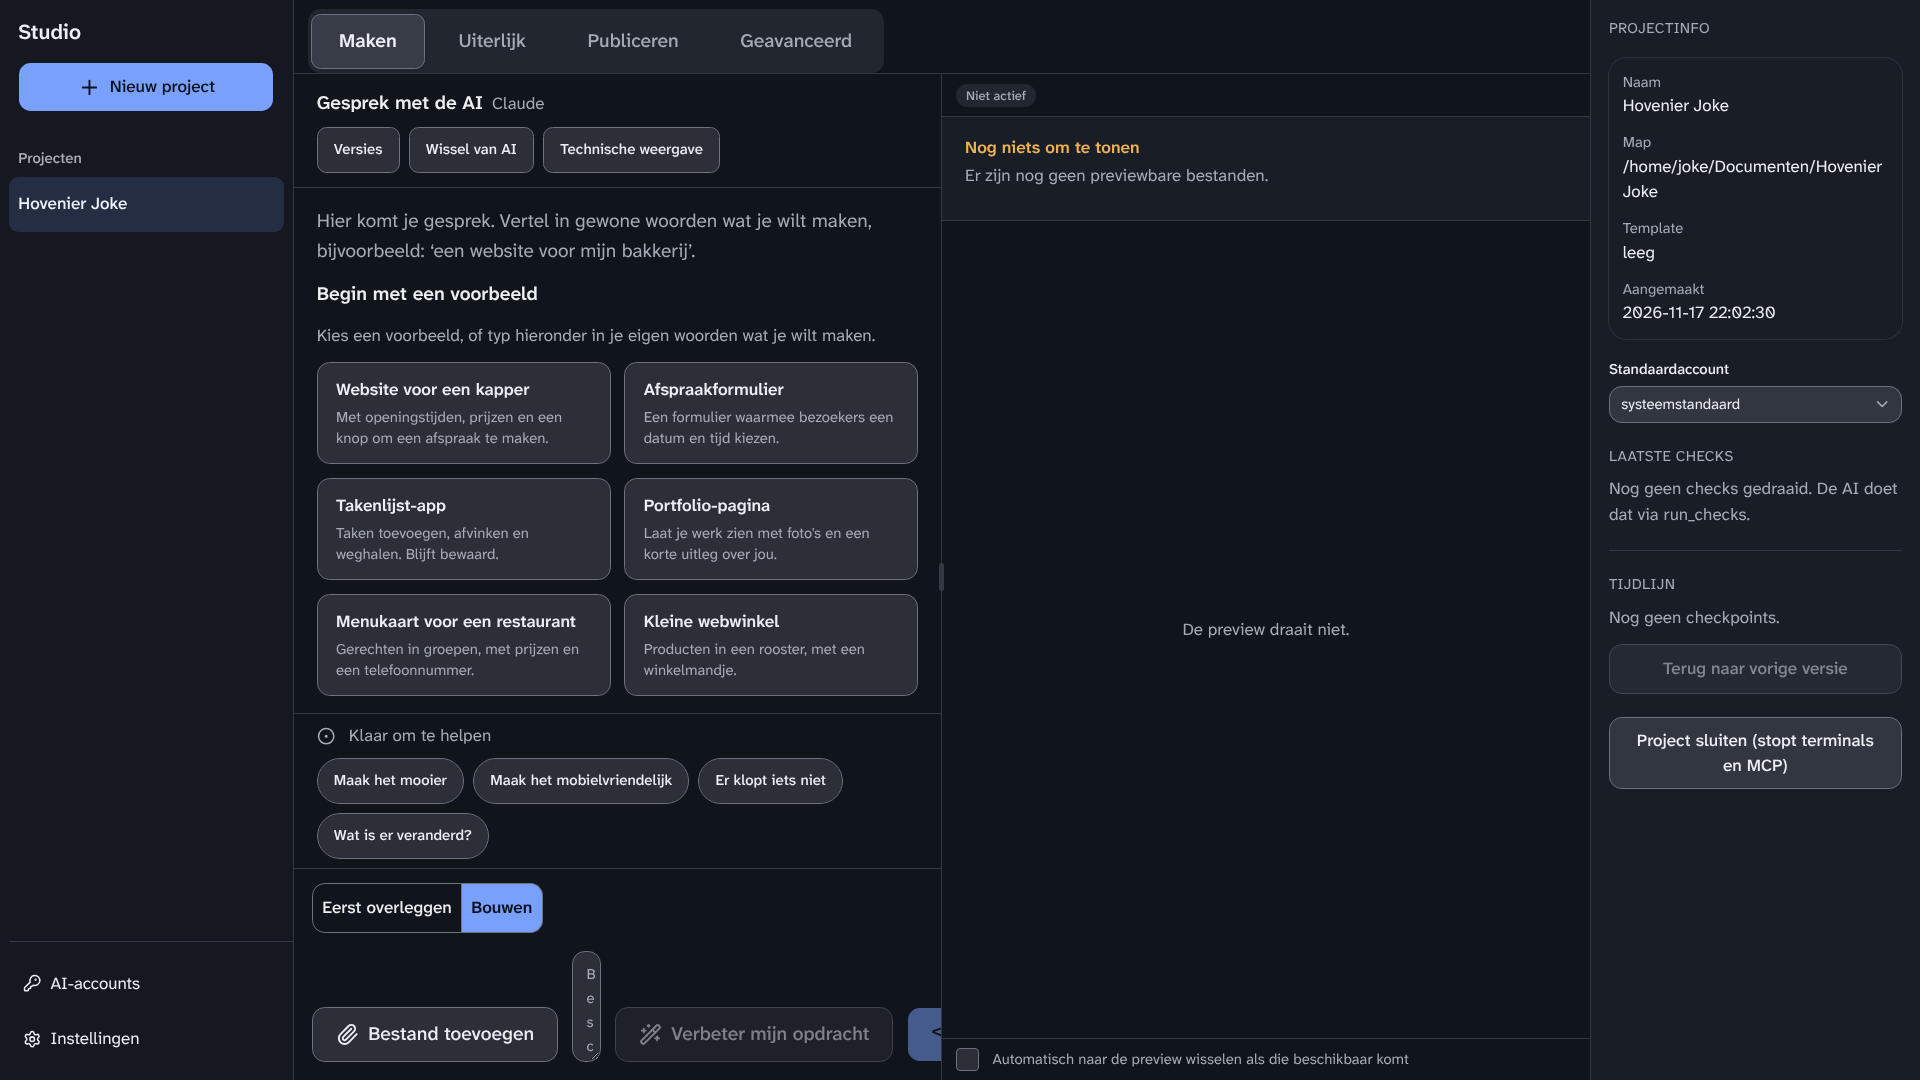 Studio
Nieuw project
Projecten
Hovenier Joke
AI-accounts
Instellingen
Maken
Uiterlijk
Publiceren
Geavanceerd
Gesprek met de AI Claude
Versies
Wissel van AI
Technische weergave
Hier komt je gesprek. Vertel in gewone woorden wat je wilt maken,
bijvoorbeeld: ‘een website voor mijn bakkerij’.
Begin met een voorbeeld
Kies een voorbeeld, of typ hieronder in je eigen woorden wat je wilt maken.
Website voor een kapper
Met openingstijden, prijzen en een
knop om een afspraak te maken.
Afspraakformulier
Een formulier waarmee bezoekers een
datum en tijd kiezen.
Takenlijst-app
Taken toevoegen, afvinken en
weghalen. Blijft bewaard.
Portfolio-pagina
Laat je werk zien met foto's en een
korte uitleg over jou.
Menukaart voor een restaurant
Gerechten in groepen, met prijzen en
een telefoonnummer.
Kleine webwinkel
Producten in een rooster, met een
winkelmandje.
Klaar om te helpen
Maak het mooier
Maak het mobielvriendelijk
Er klopt iets niet
Wat is er veranderd?
Eerst overleggen
Bouwen
Bestand toevoegen
B
e
s
c
Verbeter mijn opdracht
Niet actief
Nog niets om te tonen
Er zijn nog geen previewbare bestanden.
De preview draait niet.
Automatisch naar de preview wisselen als die beschikbaar komt
PROJECTINFO
Naam
Hovenier Joke
Map
/home/joke/Documenten/Hovenier
Joke
Template
leeg
Aangemaakt
2026-11-17 22:02:30
Standaardaccount
systeemstandaard
LAATSTE CHECKS
Nog geen checks gedraaid. De AI doet
dat via run_checks.
TIJDLIJN
Nog geen checkpoints.
Terug naar vorige versie
Project sluiten (stopt terminals
en MCP)